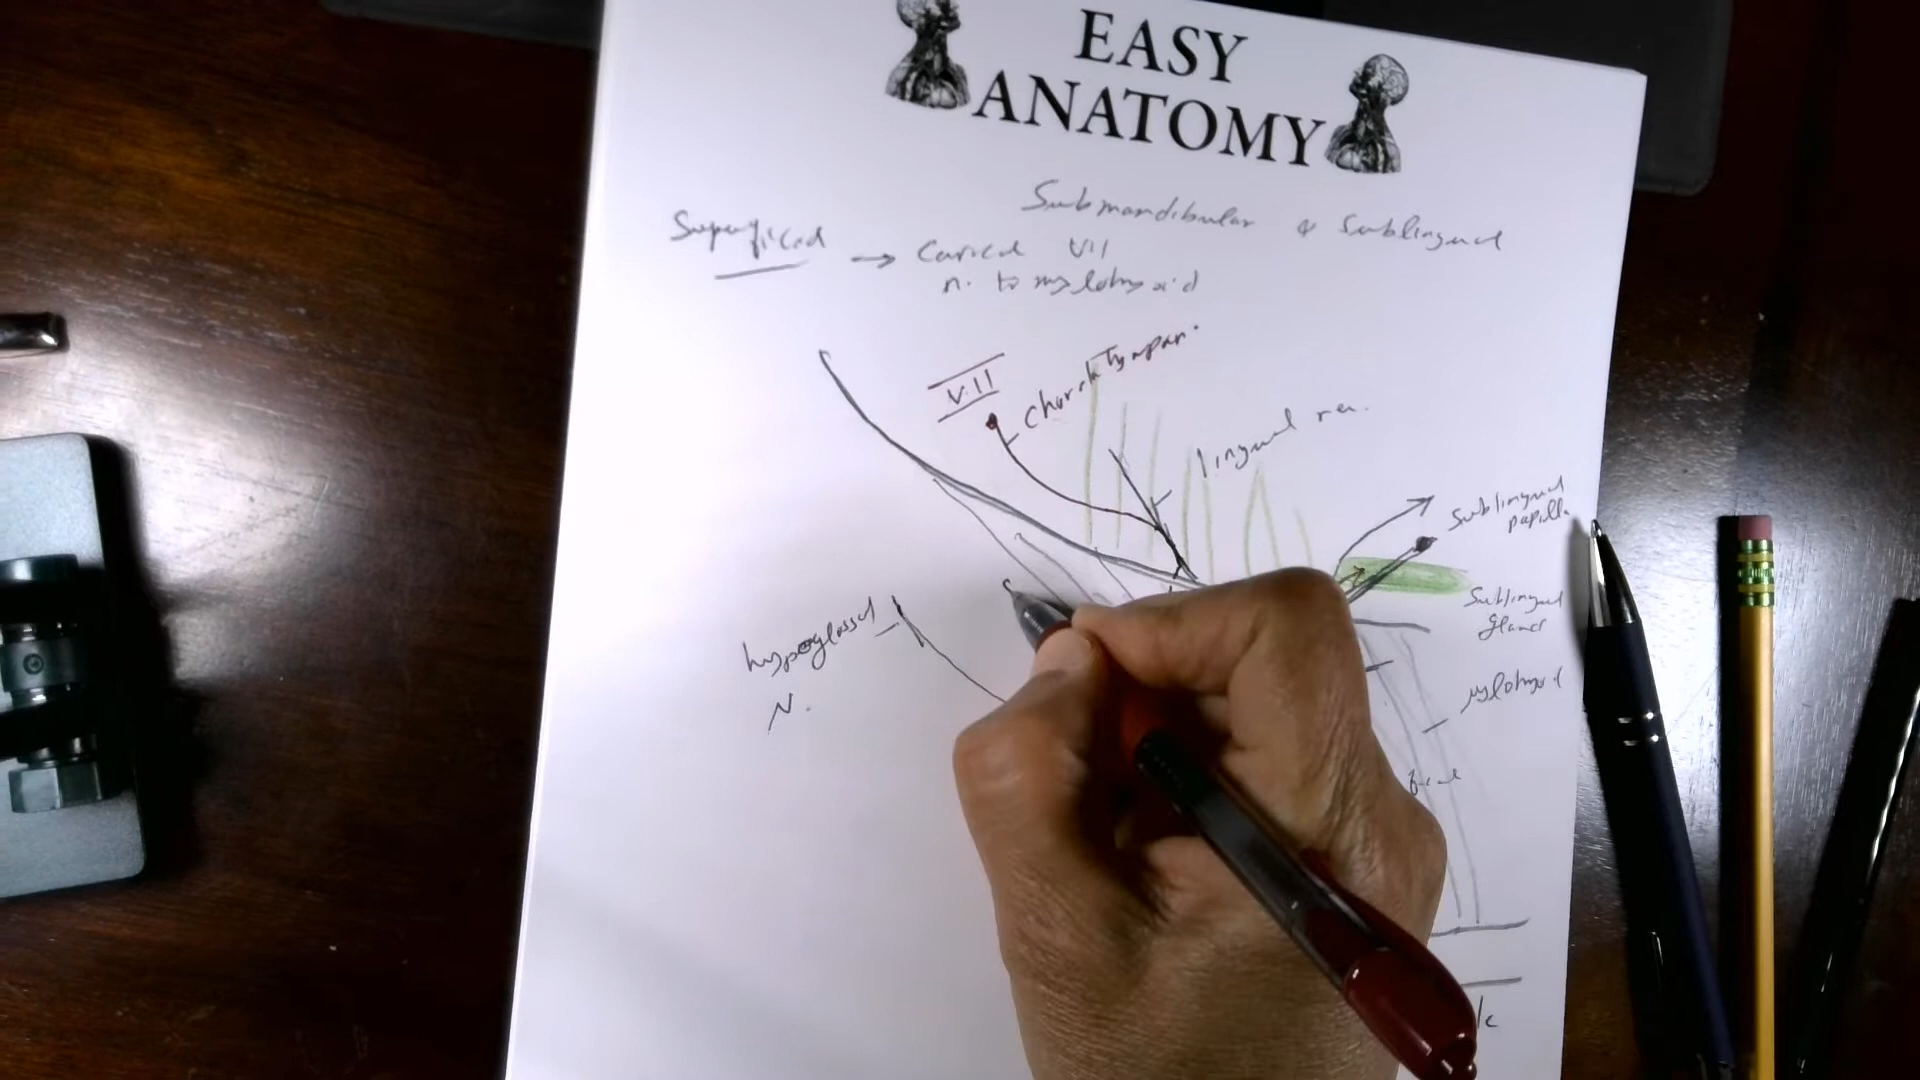 EASY
ANATOMY
Submandibular & Sublingual
Superficial → Cervical VII
n. to mylohyoid
VII
Chorda Tympani
lingual nn.
Sublingual
papilla
Sublingual
Gland
hypoglossal
N.
mylohyoid